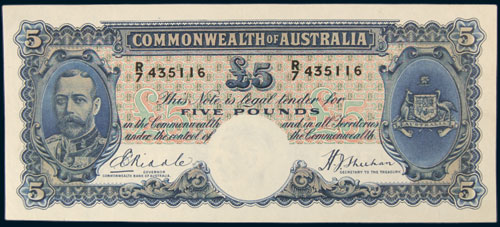 5 COMMONWEALTH OF AUSTRALIA 5
R/7 435116 £5 R/7 435116
This Note is Legal tender for
FIVE POUNDS
in the Commonwealth and in all Territories
under the control of the Commonwealth.
E C Riddle H J Sheehan
GOVERNOR SECRETARY TO THE TREASURY
COMMONWEALTH BANK OF AUSTRALIA
5 5